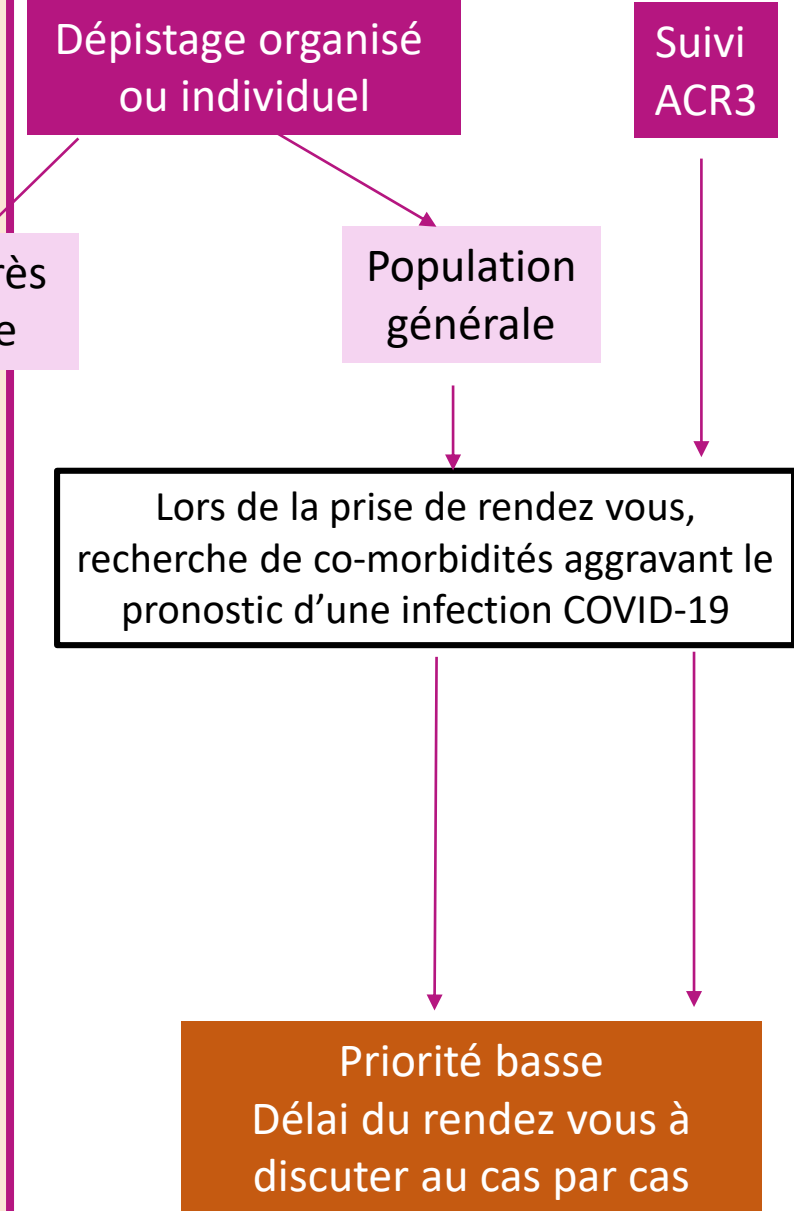 Dépistage organisé
ou individuel
Suivi
ACR3
Population
générale
Lors de la prise de rendez vous,
recherche de co-morbidités aggravant le
pronostic d’une infection COVID-19
Priorité basse
Délai du rendez vous à
discuter au cas par cas